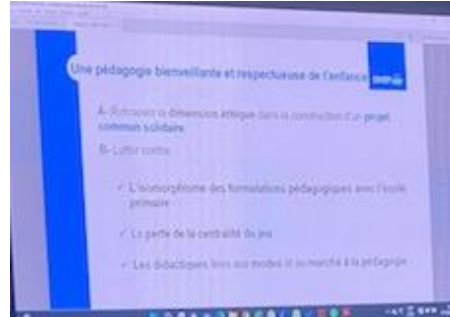 Une pédagogie bienveillante et respectueuse de l'enfance
A- Retrouver la dimension éthique dans la construction d'un projet
commun solidaire
B- Lutter contre
✓ L'isomorphisme des formulations pédagogiques avec l'école
primaire
✓ La perte de la centralité du jeu
✓ Les didactiques liées aux modes et au marché à la pédagogie